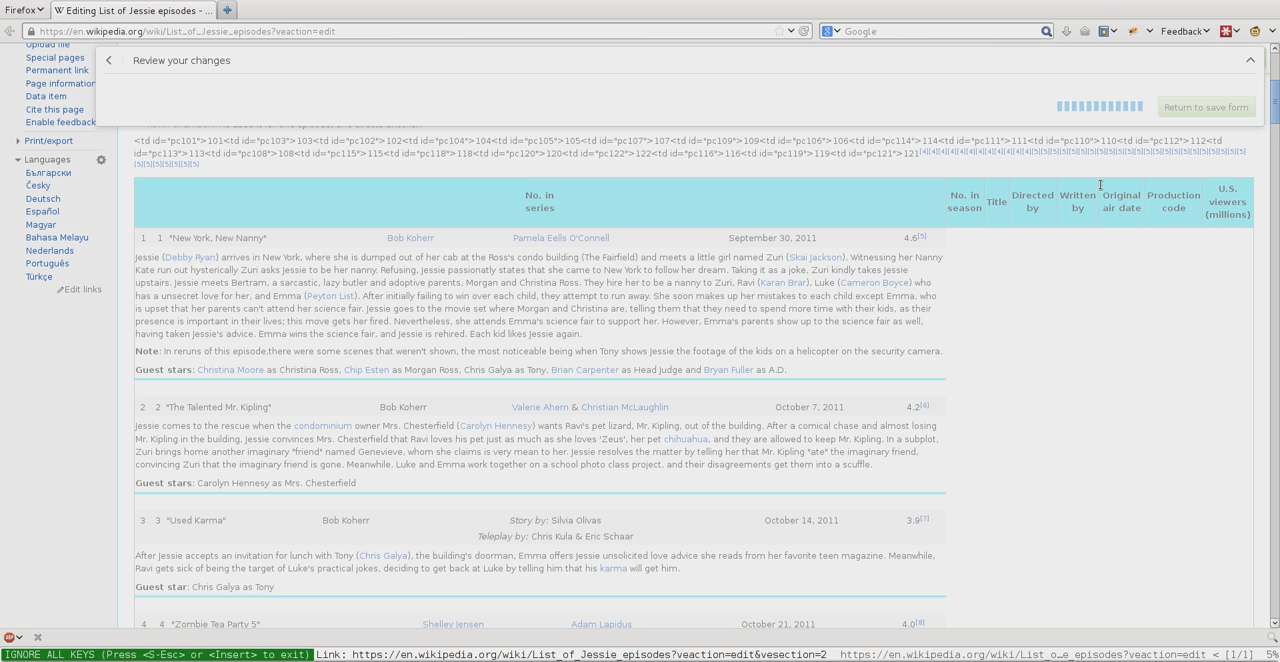 Firefox
W Editing List of Jessie episodes - ...
https://en.wikipedia.org/wiki/List_of_Jessie_episodes?veaction=edit
Google
Feedback
Upload file
Special pages
Permanent link
Page information
Data item
Cite this page
Enable feedback
Print/export
Languages
Български
Česky
Deutsch
Español
Magyar
Bahasa Melayu
Nederlands
Português
Türkçe
Edit links
Review your changes
Return to save form
<td id="pc101">101<td id="pc103">103<td id="pc102">102<td id="pc104">104<td id="pc105">105<td id="pc107">107<td id="pc109">109<td id="pc106">106<td id="pc114">114<td id="pc111">111<td id="pc110">110<td id="pc112">112<td
id="pc113">113<td id="pc108">108<td id="pc115">115<td id="pc118">118<td id="pc120">120<td id="pc122">122<td id="pc116">116<td id="pc119">119<td id="pc121">121
[5][5][5][5][5][5]
No. in
series
No. in
season
Title
Directed
by
Written
by
Original
air date
Production
code
U.S.
viewers
(millions)
1 1 "New York, New Nanny" Bob Koherr Pamela Eells O'Connell September 30, 2011 4.6[5]
Jessie (Debby Ryan) arrives in New York, where she is dumped out of her cab at the Ross's condo building (The Fairfield) and meets a little girl named Zuri (Skai Jackson). Witnessing her Nanny
Kate run out hysterically Zuri asks Jessie to be her nanny. Refusing, Jessie passionately states that she came to New York to follow her dream. Taking it as a joke, Zuri kindly takes Jessie
upstairs. Jessie meets Bertram, a sarcastic, lazy butler and adoptive parents, Morgan and Christina Ross. They hire her to be a nanny to Zuri, Ravi (Karan Brar), Luke (Cameron Boyce) who
has a unsecret love for her, and Emma (Peyton List). After initially failing to win over each child, they attempt to run away. She soon makes up her mistakes to each child except Emma, who
is upset that her parents can't attend her science fair. Jessie goes to the movie set where Morgan and Christina are, telling them that they need to spend more time with their kids, as their
presence is important in their lives; this move gets her fired. Nevertheless, she attends Emma's science fair to support her. However, Emma's parents show up to the science fair as well,
having taken Jessie's advice. Emma wins the science fair, and Jessie is rehired. Each kid likes Jessie again.
Note: In reruns of this episode,there were some scenes that weren't shown, the most noticeable being when Tony shows Jessie the footage of the kids on a helicopter on the security camera.
Guest stars: Christina Moore as Christina Ross, Chip Esten as Morgan Ross, Chris Galya as Tony, Brian Carpenter as Head Judge and Bryan Fuller as A.D.
2 2 "The Talented Mr. Kipling" Bob Koherr Valerie Ahern & Christian McLaughlin October 7, 2011 4.2[6]
Jessie comes to the rescue when the condominium owner Mrs. Chesterfield (Carolyn Hennesy) wants Ravi's pet lizard, Mr. Kipling, out of the building. After a comical chase and almost losing
Mr. Kipling in the building, Jessie convinces Mrs. Chesterfield that Ravi loves his pet just as much as she loves 'Zeus', her pet chihuahua, and they are allowed to keep Mr. Kipling. In a subplot,
Zuri brings home another imaginary "friend" named Genevieve, whom she claims is very mean to her. Jessie resolves the matter by telling her that Mr. Kipling "ate" the imaginary friend,
convincing Zuri that the imaginary friend is gone. Meanwhile, Luke and Emma work together on a school photo class project, and their disagreements get them into a scuffle.
Guest stars: Carolyn Hennesy as Mrs. Chesterfield
3 3 "Used Karma" Bob Koherr Story by: Silvia Olivas October 14, 2011 3.9[7]
Teleplay by: Chris Kula & Eric Schaar
After Jessie accepts an invitation for lunch with Tony (Chris Galya), the building's doorman, Emma offers Jessie unsolicited love advice she reads from her favorite teen magazine. Meanwhile,
Ravi gets sick of being the target of Luke's practical jokes, deciding to get back at Luke by telling him that his karma will get him.
Guest star: Chris Galya as Tony
4 4 "Zombie Tea Party 5" Shelley Jensen Adam Lapidus October 21, 2011 4.0[8]
IGNORE ALL KEYS (Press <S-Esc> or <Insert> to exit) Link: https://en.wikipedia.org/wiki/List_of_Jessie_episodes?veaction=edit&vesection=2 https://en.wikipedia.org/wiki/List_o…e_episodes?veaction=edit < [1/1] 5%